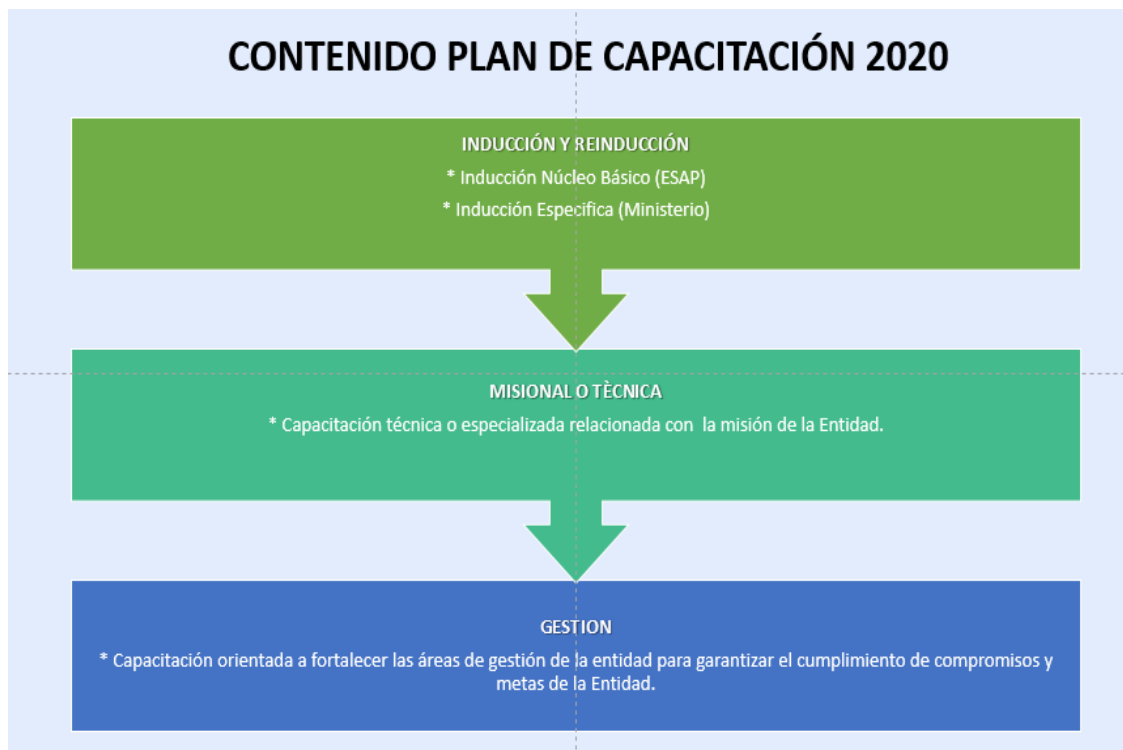 CONTENIDO PLAN DE CAPACITACIÓN 2020
INDUCCIÓN Y REINDUCCIÓN
* Inducción Núcleo Básico (ESAP)
* Inducción Especifica (Ministerio)
MISIONAL O TÈCNICA
* Capacitación técnica o especializada relacionada con la misión de la Entidad.
GESTION
* Capacitación orientada a fortalecer las áreas de gestión de la entidad para garantizar el cumplimiento de compromisos y
metas de la Entidad.